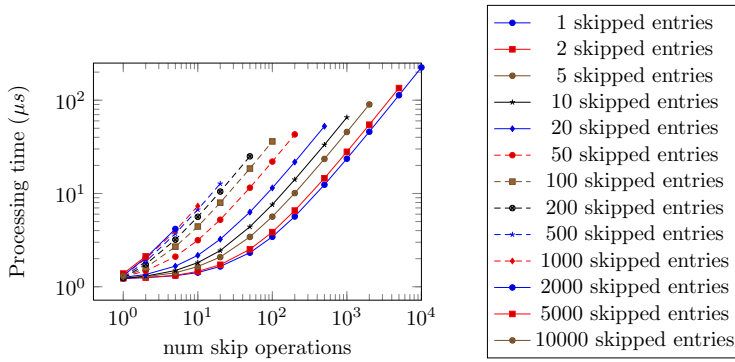 10^0
10^1
10^2
10^3
10^4
10^0
10^1
10^2
num skip operations
Processing time (μs)
1 skipped entries
2 skipped entries
5 skipped entries
10 skipped entries
20 skipped entries
50 skipped entries
100 skipped entries
200 skipped entries
500 skipped entries
1000 skipped entries
2000 skipped entries
5000 skipped entries
10000 skipped entries